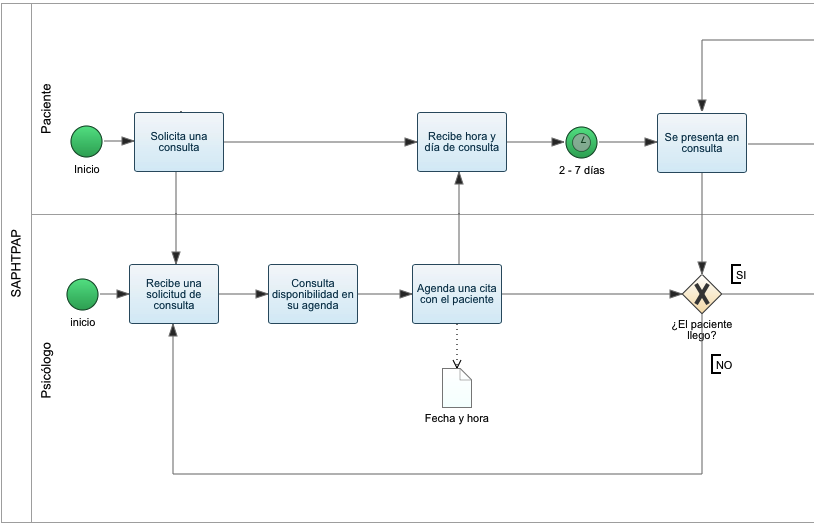 SAPHTPAP
Paciente
Inicio
Solicita una
consulta
Recibe hora y
día de consulta
2 - 7 días
Se presenta en
consulta
Psicólogo
inicio
Recibe una
solicitud de
consulta
Consulta
disponibilidad en
su agenda
Agenda una cita
con el paciente
Fecha y hora
¿El paciente
llego?
SI
NO